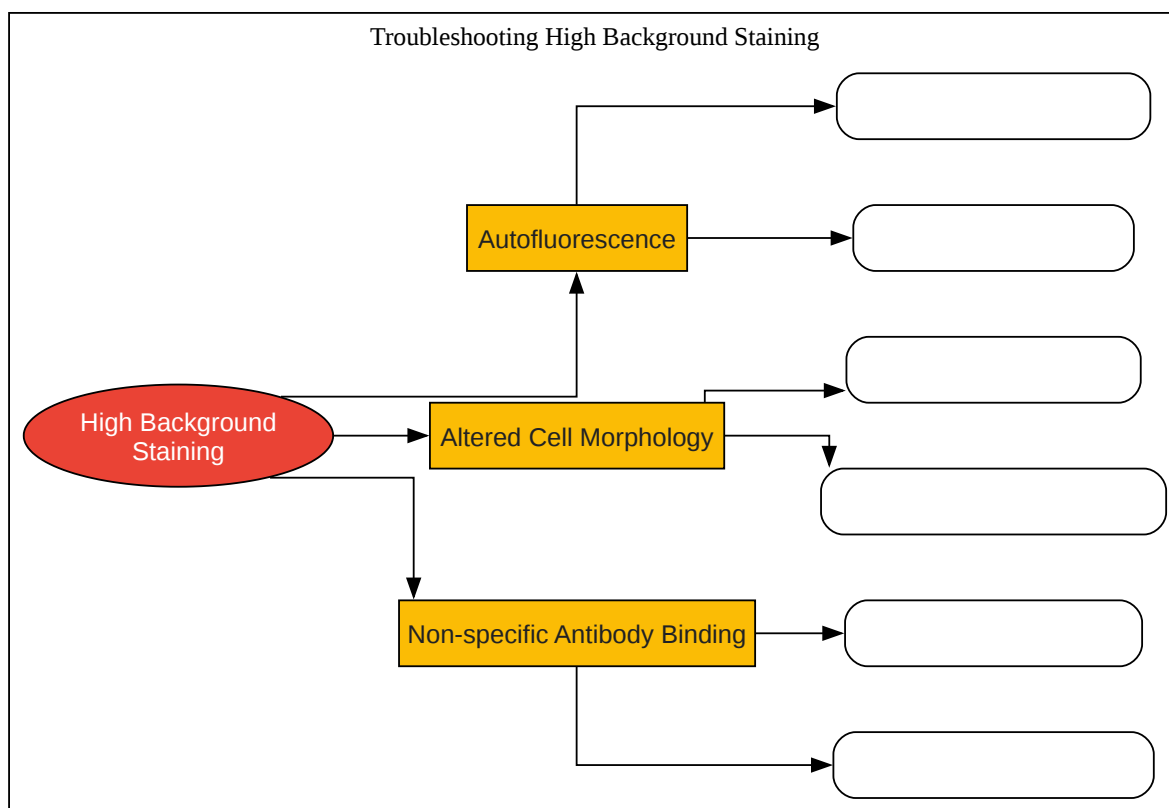 Troubleshooting High Background Staining
Autofluorescence
High Background
Staining
Altered Cell Morphology
Non-specific Antibody Binding